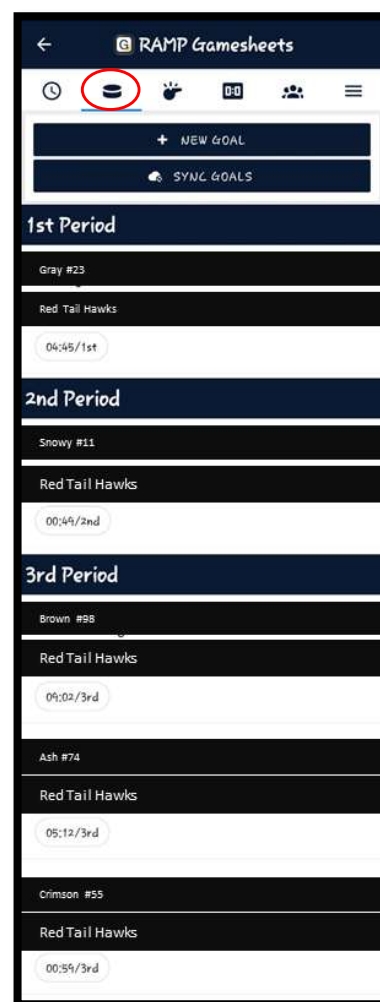 G RAMP Gamesheets
0:0
+ NEW GOAL
SYNC GOALS
1st Period
Gray #23
Red Tail Hawks
04:45/1st
2nd Period
Snowy #11
Red Tail Hawks
00:49/2nd
3rd Period
Brown #98
Red Tail Hawks
09:02/3rd
Ash #74
Red Tail Hawks
05:12/3rd
Crimson #55
Red Tail Hawks
00:59/3rd